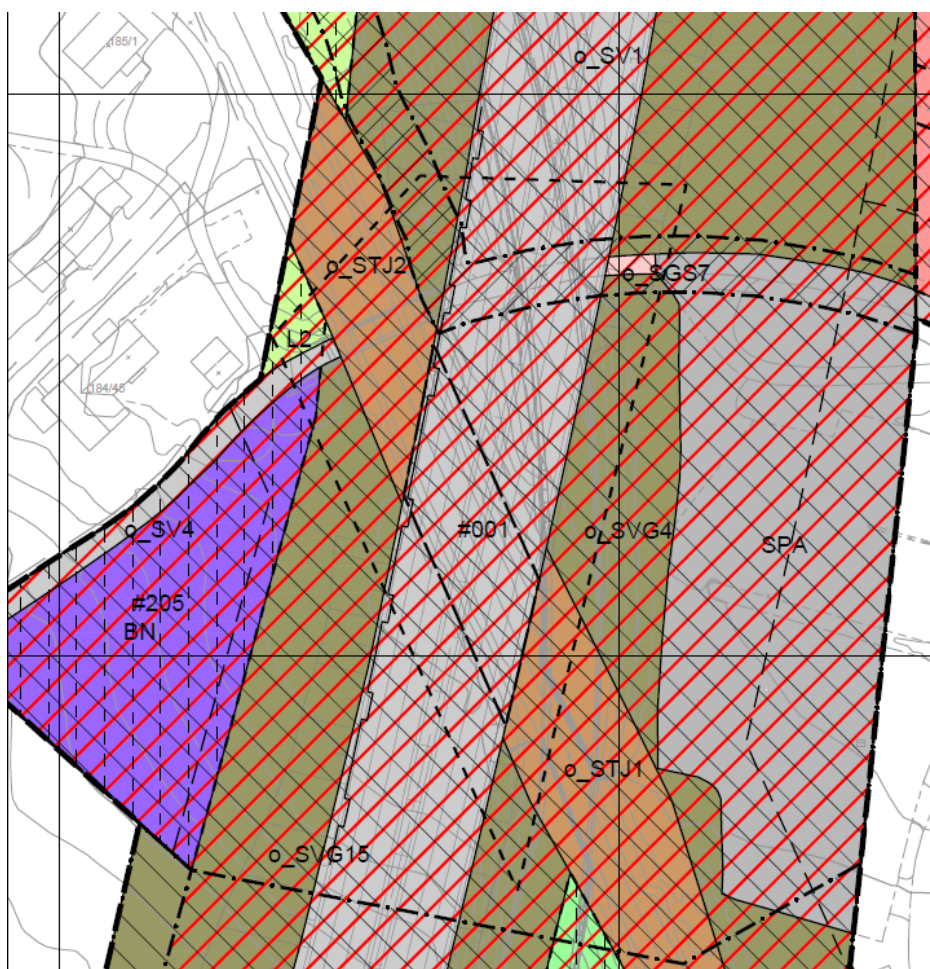 185/1
o_SV1
o_STJ2
o_SGS7
L2
184/45
o_SV4
#001
o_SVG4
SPA
#205
BN
o_STJ1
o_SVG15